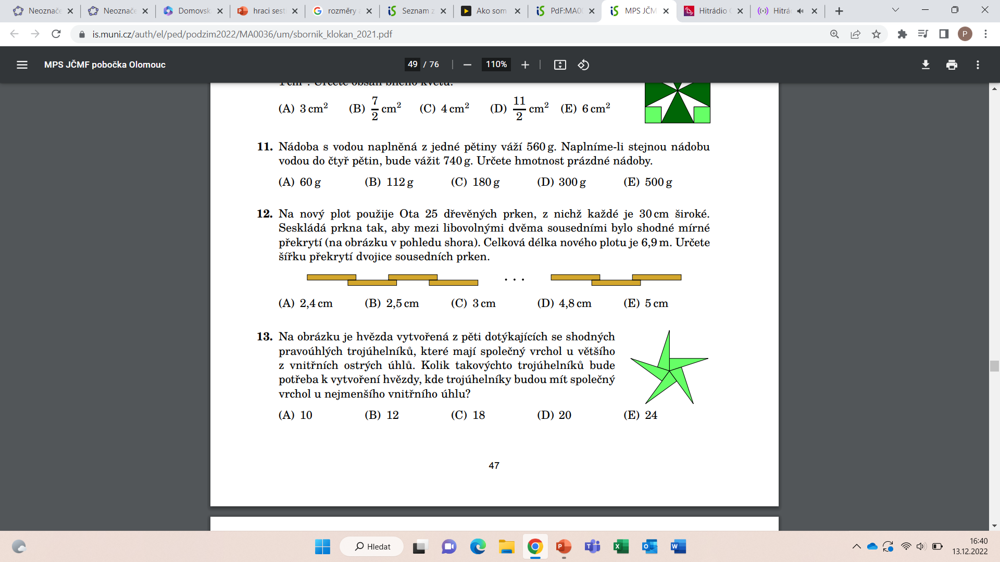 Neoznače
Neoznače
Domovsk
hraci sest
rozměry a
Seznam z
Ako som
PdF:MA00
MPS JČM
Hitrádio
Hitrá
is.muni.cz/auth/el/ped/podzim2022/MA0036/um/sbornik_klokan_2021.pdf
P
MPS JČMF pobočka Olomouc
49 / 76
110%
(A) 3 cm² (B) 7/2 cm² (C) 4 cm² (D) 11/2 cm² (E) 6 cm²
11. Nádoba s vodou naplněná z jedné pětiny váží 560 g. Naplníme-li stejnou nádobu
vodou do čtyř pětin, bude vážit 740 g. Určete hmotnost prázdné nádoby.
(A) 60 g (B) 112 g (C) 180 g (D) 300 g (E) 500 g
12. Na nový plot použije Ota 25 dřevěných prken, z nichž každé je 30 cm široké.
Seskládá prkna tak, aby mezi libovolnými dvěma sousedními bylo shodné mírné
překrytí (na obrázku v pohledu shora). Celková délka nového plotu je 6,9 m. Určete
šířku překrytí dvojice sousedních prken.
...
(A) 2,4 cm (B) 2,5 cm (C) 3 cm (D) 4,8 cm (E) 5 cm
13. Na obrázku je hvězda vytvořená z pěti dotýkajících se shodných
pravoúhlých trojúhelníků, které mají společný vrchol u většího
z vnitřních ostrých úhlů. Kolik takovýchto trojúhelníků bude
potřeba k vytvoření hvězdy, kde trojúhelníky budou mít společný
vrchol u nejmenšího vnitřního úhlu?
(A) 10 (B) 12 (C) 18 (D) 20 (E) 24
47
Hledat
16:40
13.12.2022